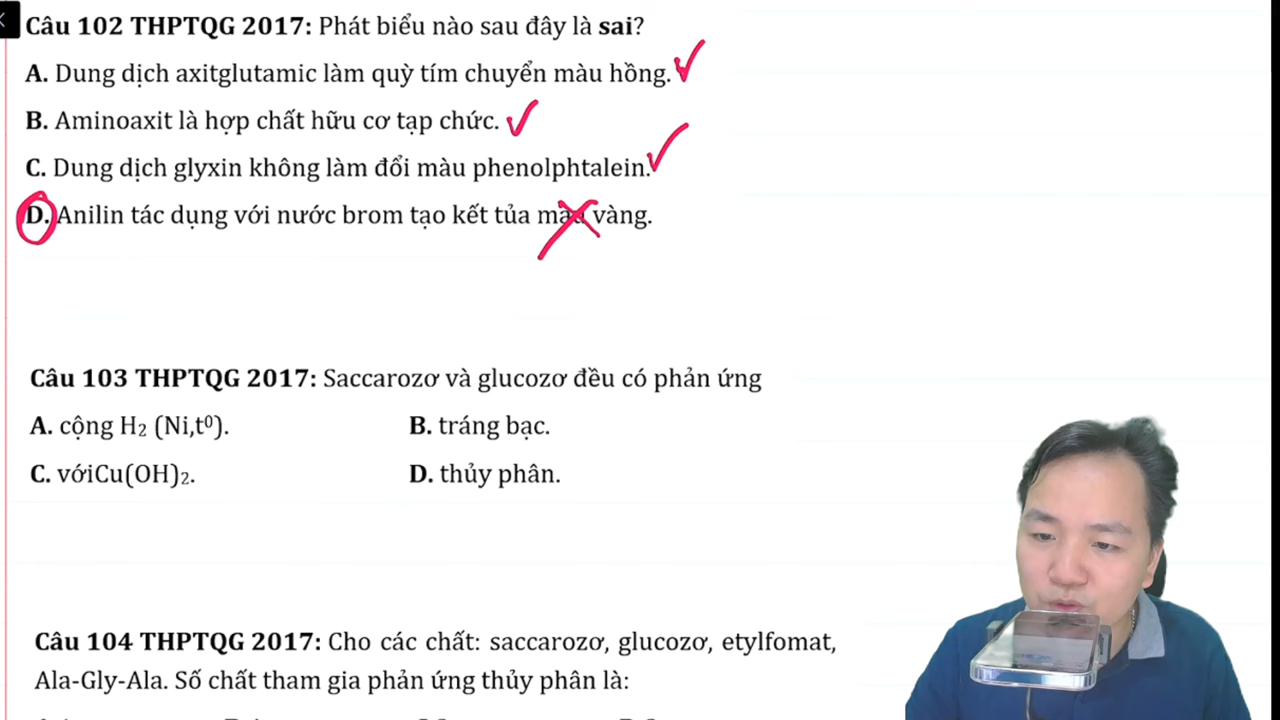 Câu 102 THPTQG 2017: Phát biểu nào sau đây là sai?
A. Dung dịch axitglutamic làm quỳ tím chuyển màu hồng.
B. Aminoaxit là hợp chất hữu cơ tạp chức.
C. Dung dịch glyxin không làm đổi màu phenolphtalein.
D. Anilin tác dụng với nước brom tạo kết tủa màu vàng.
Câu 103 THPTQG 2017: Saccarozơ và glucozơ đều có phản ứng
A. cộng H₂ (Ni,t⁰). B. tráng bạc.
C. vớiCu(OH)₂. D. thủy phân.
Câu 104 THPTQG 2017: Cho các chất: saccarozơ, glucozơ, etylfomat,
Ala-Gly-Ala. Số chất tham gia phản ứng thủy phân là: